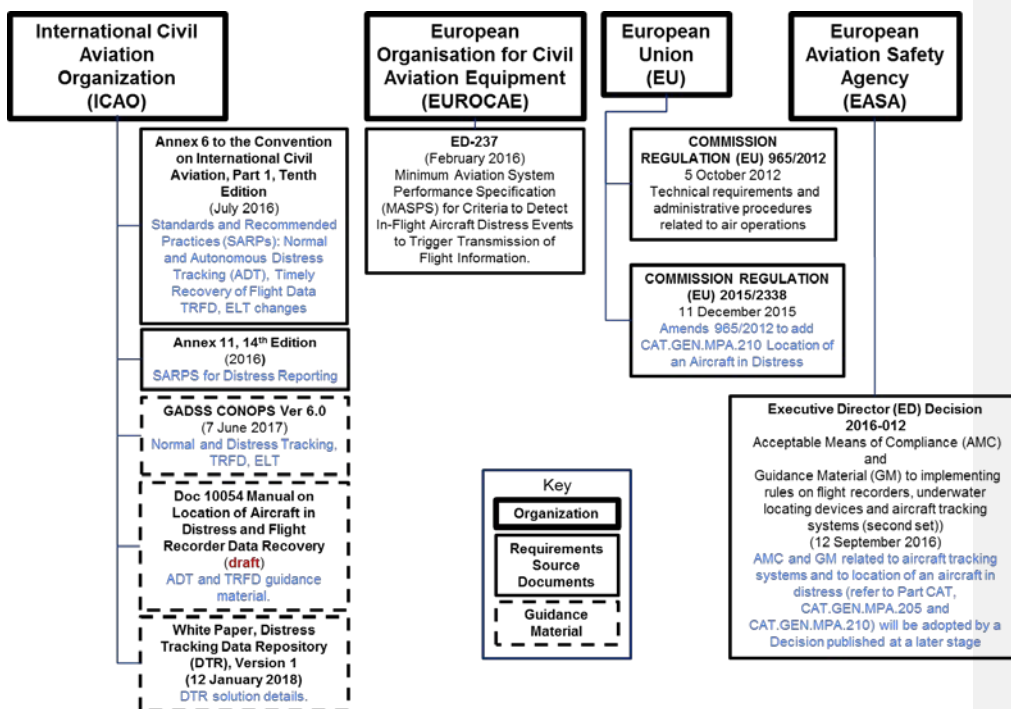 International Civil
Aviation
Organization
(ICAO)
Annex 6 to the Convention
on International Civil
Aviation, Part 1, Tenth
Edition
(July 2016)
Standards and Recommended
Practices (SARPs): Normal
and Autonomous Distress
Tracking (ADT), Timely
Recovery of Flight Data
TRFD, ELT changes
Annex 11, 14th Edition
(2016)
SARPS for Distress Reporting
GADSS CONOPS Ver 6.0
(7 June 2017)
Normal and Distress Tracking,
TRFD, ELT
Doc 10054 Manual on
Location of Aircraft in
Distress and Flight
Recorder Data Recovery
(draft)
ADT and TRFD guidance
material.
White Paper, Distress
Tracking Data Repository
(DTR), Version 1
(12 January 2018)
DTR solution details.
European
Organisation for Civil
Aviation Equipment
(EUROCAE)
ED-237
(February 2016)
Minimum Aviation System
Performance Specification
(MASPS) for Criteria to Detect
In-Flight Aircraft Distress Events
to Trigger Transmission of
Flight Information.
European
Union
(EU)
COMMISSION
REGULATION (EU) 965/2012
5 October 2012
Technical requirements and
administrative procedures
related to air operations
COMMISSION REGULATION
(EU) 2015/2338
11 December 2015
Amends 965/2012 to add
CAT.GEN.MPA.210 Location of
an Aircraft in Distress
European
Aviation Safety
Agency
(EASA)
Executive Director (ED) Decision
2016-012
Acceptable Means of Compliance (AMC)
and
Guidance Material (GM) to implementing
rules on flight recorders, underwater
locating devices and aircraft tracking
systems (second set))
(12 September 2016)
AMC and GM related to aircraft tracking
systems and to location of an aircraft in
distress (refer to Part CAT,
CAT.GEN.MPA.205 and
CAT.GEN.MPA.210) will be adopted by a
Decision published at a later stage
Key
Organization
Requirements
Source
Documents
Guidance
Material